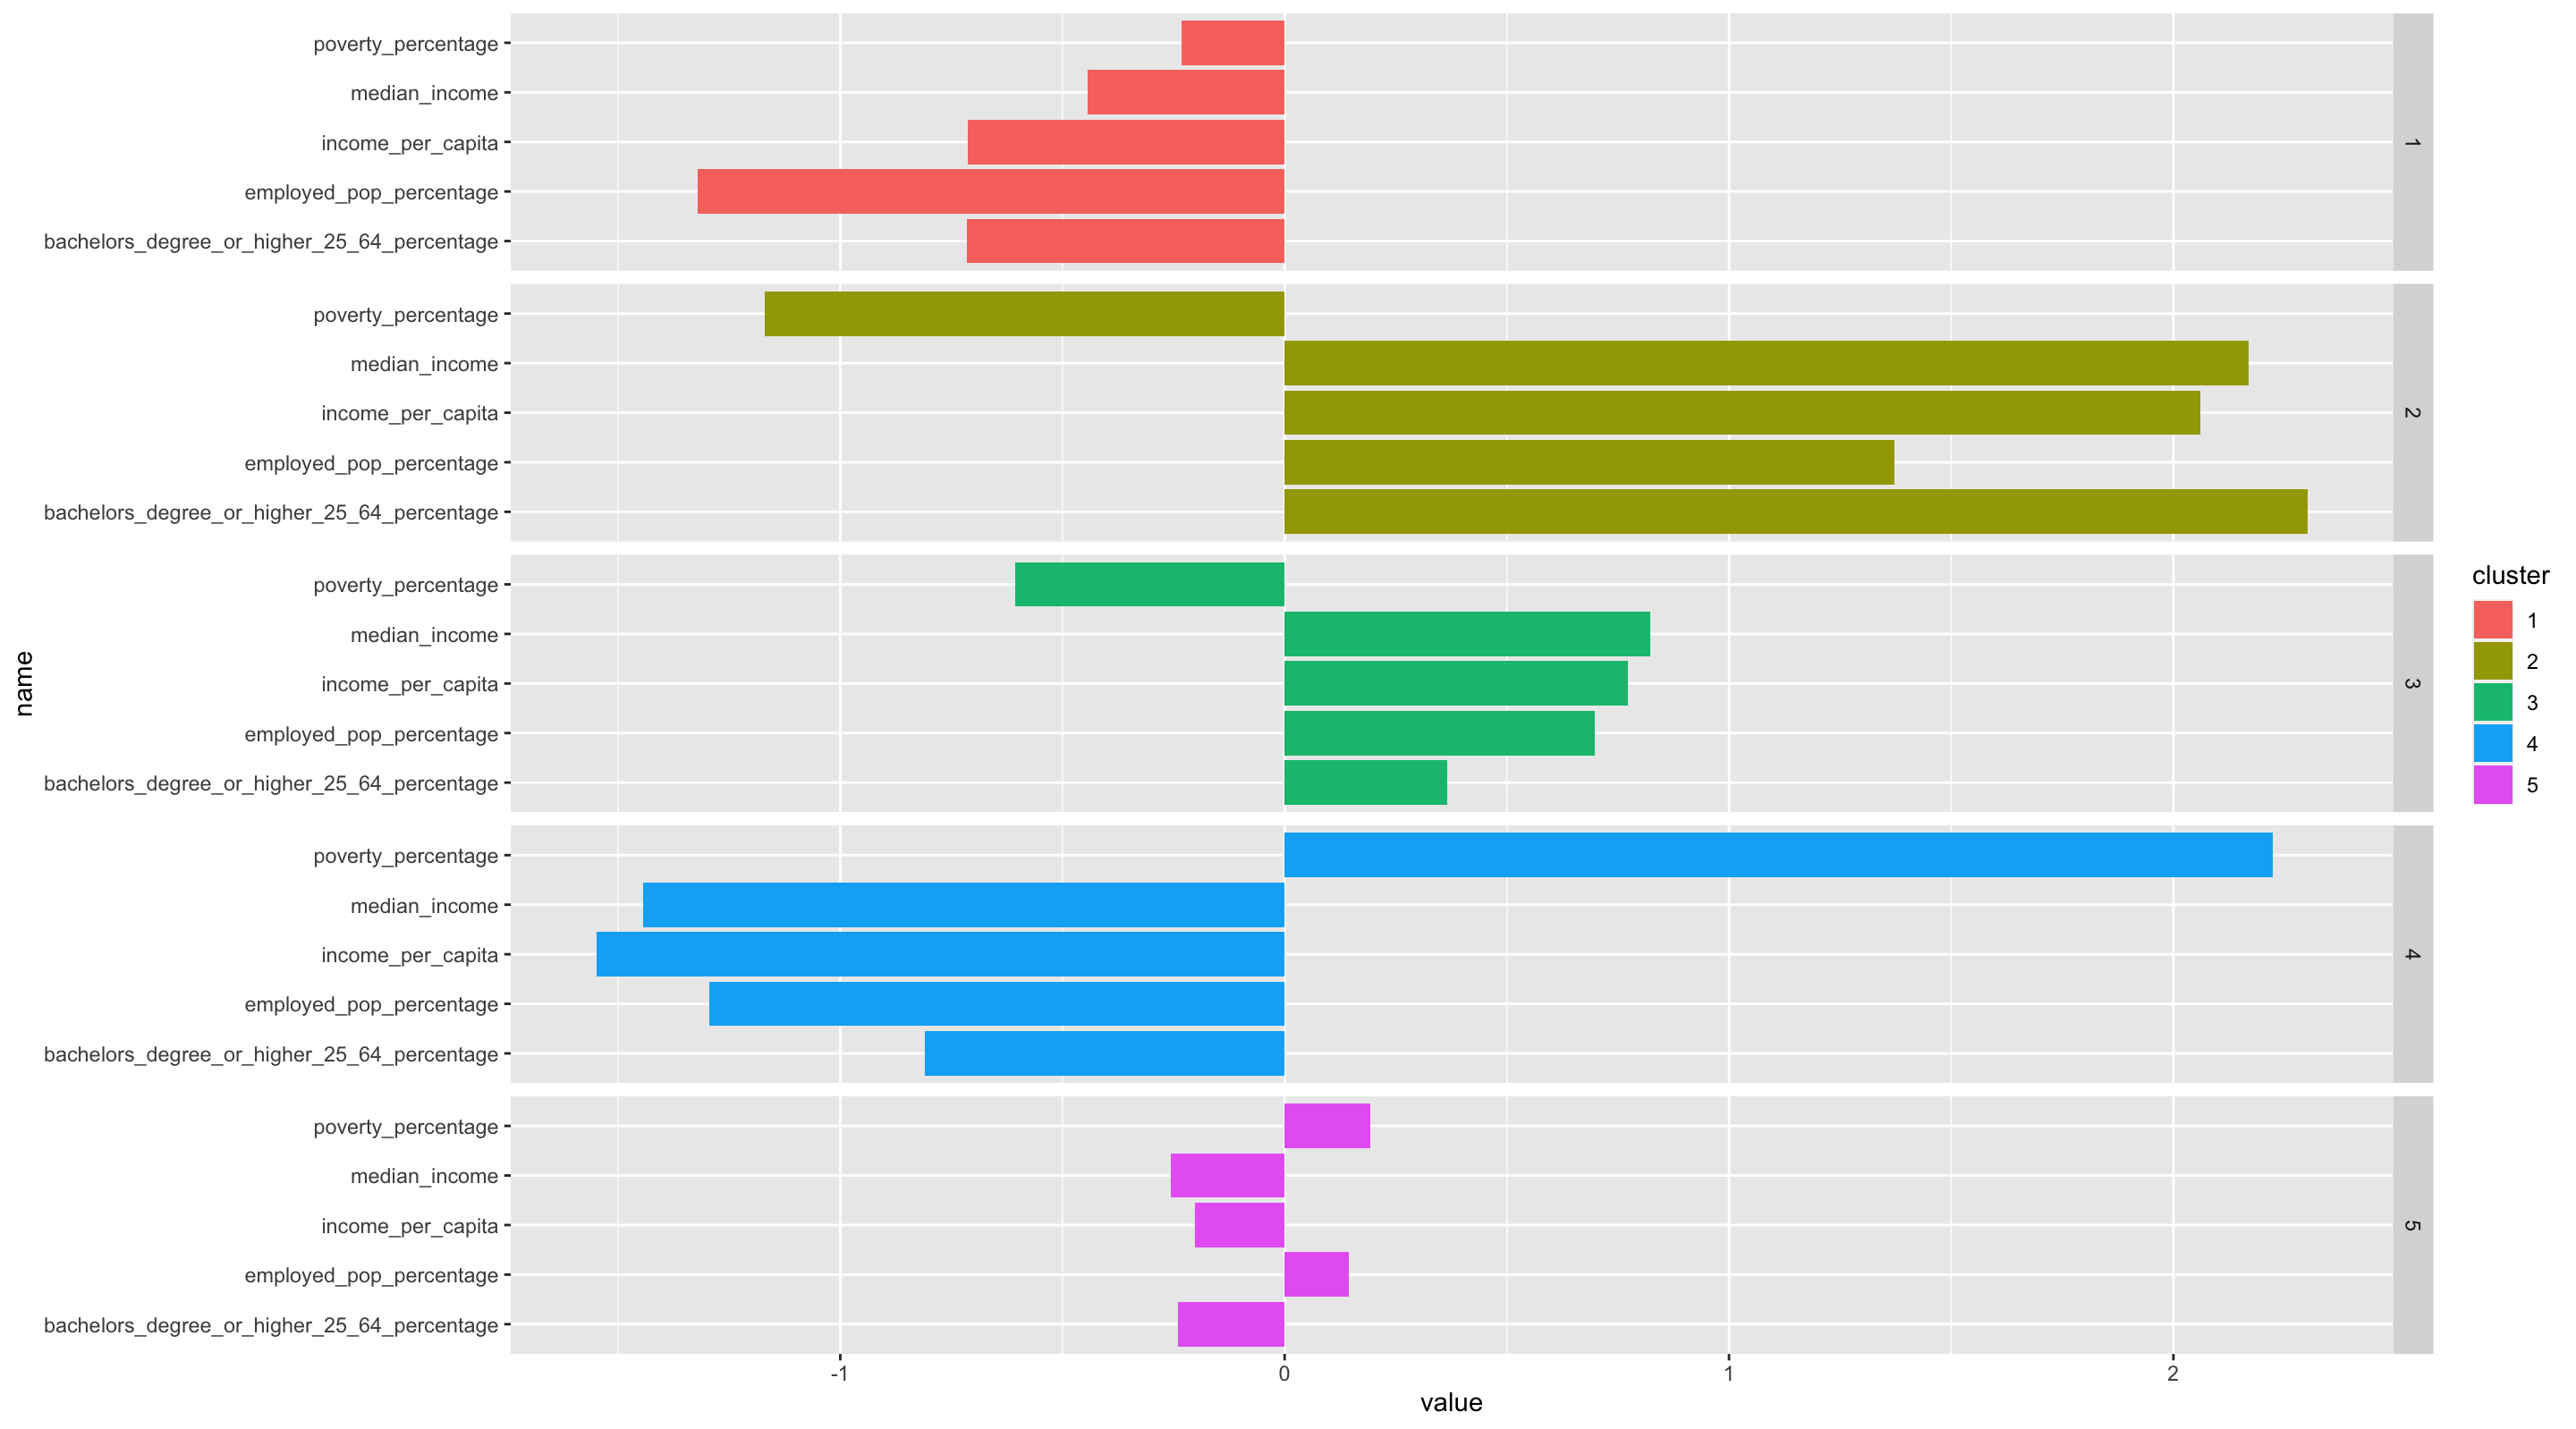 poverty_percentage
median_income
income_per_capita
employed_pop_percentage
bachelors_degree_or_higher_25_64_percentage
1
poverty_percentage
median_income
income_per_capita
employed_pop_percentage
bachelors_degree_or_higher_25_64_percentage
2
poverty_percentage
median_income
income_per_capita
employed_pop_percentage
bachelors_degree_or_higher_25_64_percentage
3
poverty_percentage
median_income
income_per_capita
employed_pop_percentage
bachelors_degree_or_higher_25_64_percentage
4
poverty_percentage
median_income
income_per_capita
employed_pop_percentage
bachelors_degree_or_higher_25_64_percentage
5
name
-1 0 1 2
value
cluster
1
2
3
4
5